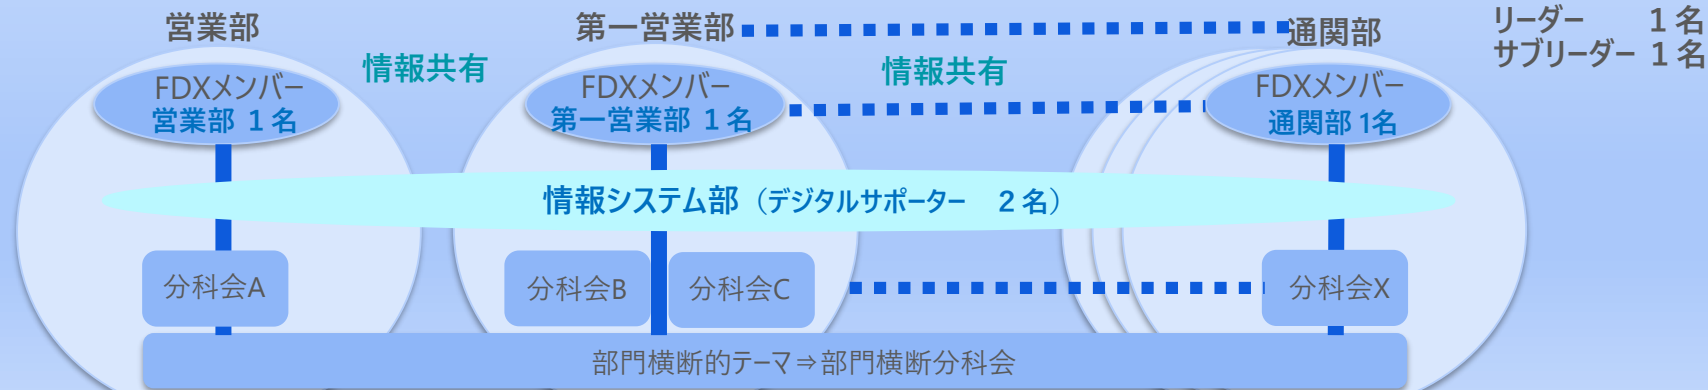 営業部
第一営業部
通関部
リーダー 1名
サブリーダー 1名
情報共有
情報共有
FDXメンバー
営業部 1名
FDXメンバー
第一営業部 1名
FDXメンバー
通関部 1名
情報システム部（デジタルサポーター 2名）
分科会A
分科会B
分科会C
分科会X
部門横断的テーマ⇒部門横断分科会